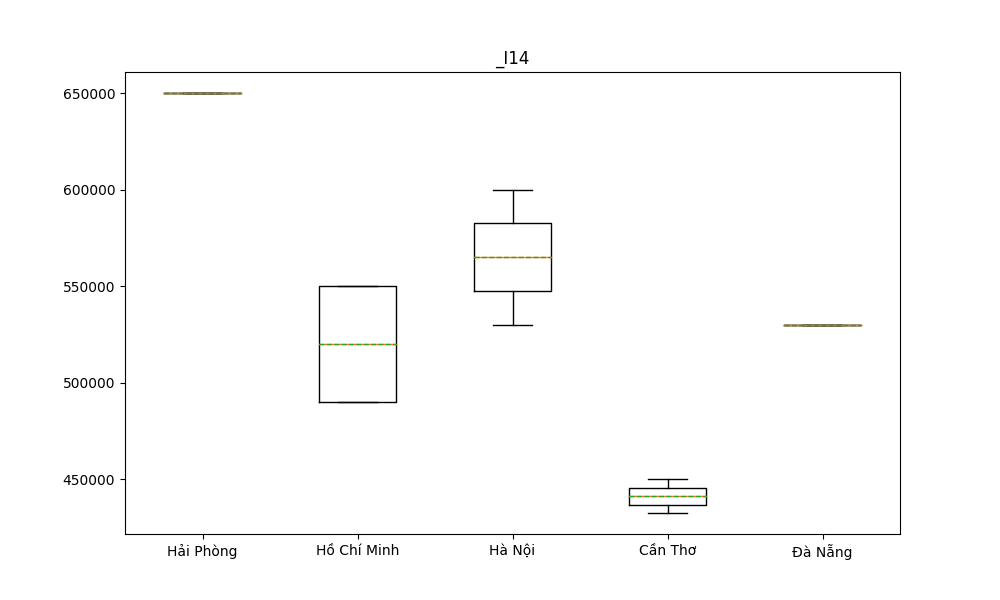 _I14
650000
600000
550000
500000
450000
Hải Phòng
Hồ Chí Minh
Hà Nội
Cần Thơ
Đà Nẵng